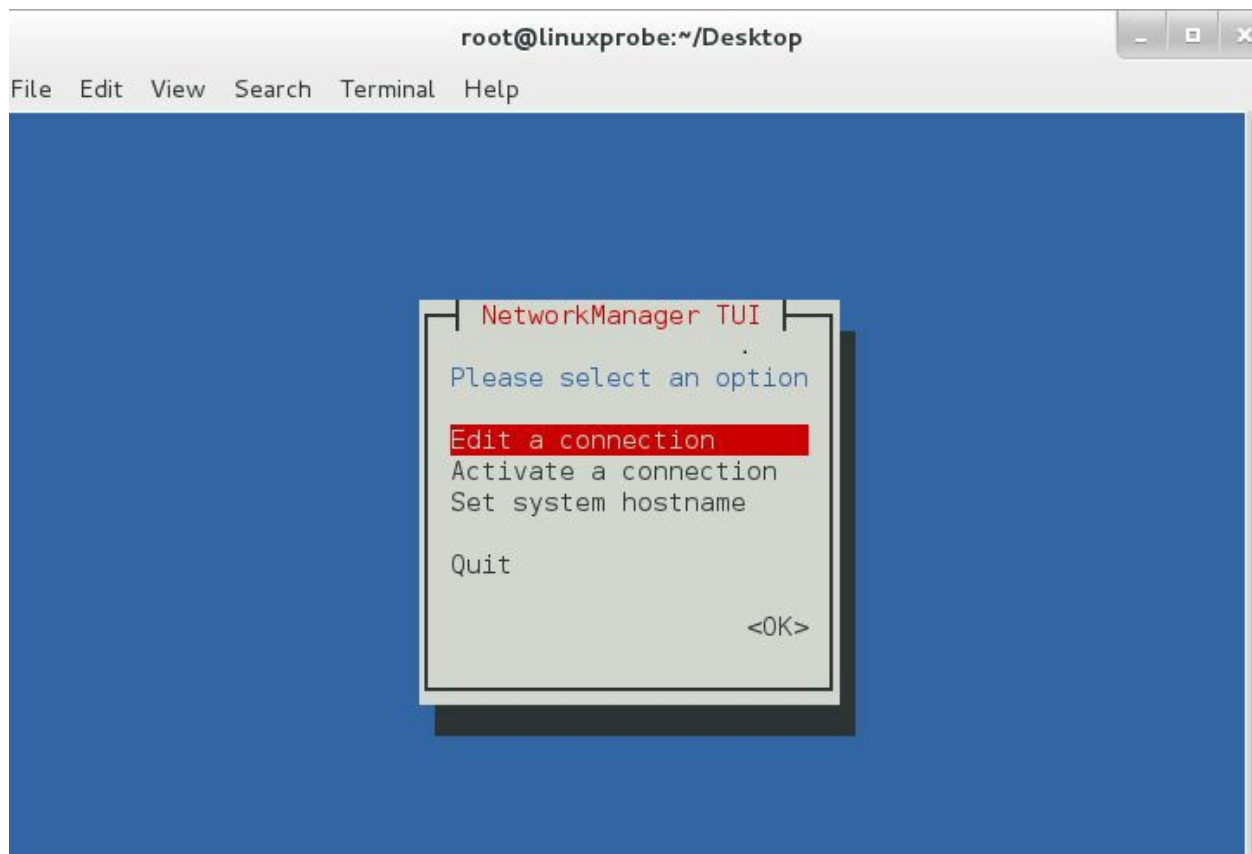 root@linuxprobe:~/Desktop
File Edit View Search Terminal Help
NetworkManager TUI
Please select an option
Edit a connection
Activate a connection
Set system hostname
Quit
<OK>